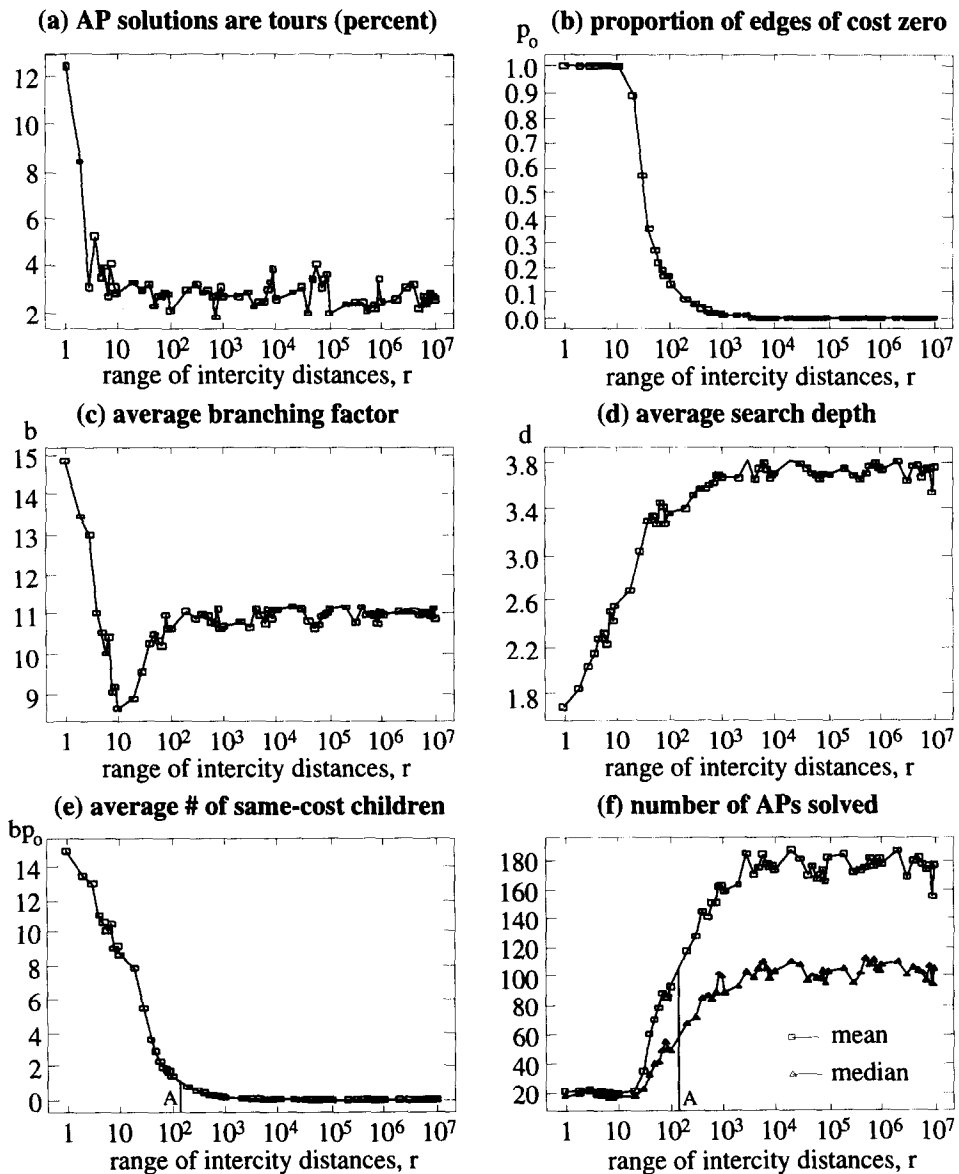 (a) AP solutions are tours (percent)
12
10
8
6
4
2
1 10 10² 10³ 10⁴ 10⁵ 10⁶ 10⁷
range of intercity distances, r
(b) proportion of edges of cost zero
pₒ
1.0
0.9
0.8
0.7
0.6
0.5
0.4
0.3
0.2
0.1
0.0
1 10 10² 10³ 10⁴ 10⁵ 10⁶ 10⁷
range of intercity distances, r
(c) average branching factor
b
15
14
13
12
11
10
9
1 10 10² 10³ 10⁴ 10⁵ 10⁶ 10⁷
range of intercity distances, r
(d) average search depth
d
3.8
3.4
3.0
2.6
2.2
1.8
1 10 10² 10³ 10⁴ 10⁵ 10⁶ 10⁷
range of intercity distances, r
(e) average # of same-cost children
bpₒ
14
12
10
8
6
4
2
0
A
1 10 10² 10³ 10⁴ 10⁵ 10⁶ 10⁷
range of intercity distances, r
(f) number of APs solved
180
160
140
120
100
80
60
40
20
mean
median
A
1 10 10² 10³ 10⁴ 10⁵ 10⁶ 10⁷
range of intercity distances, r